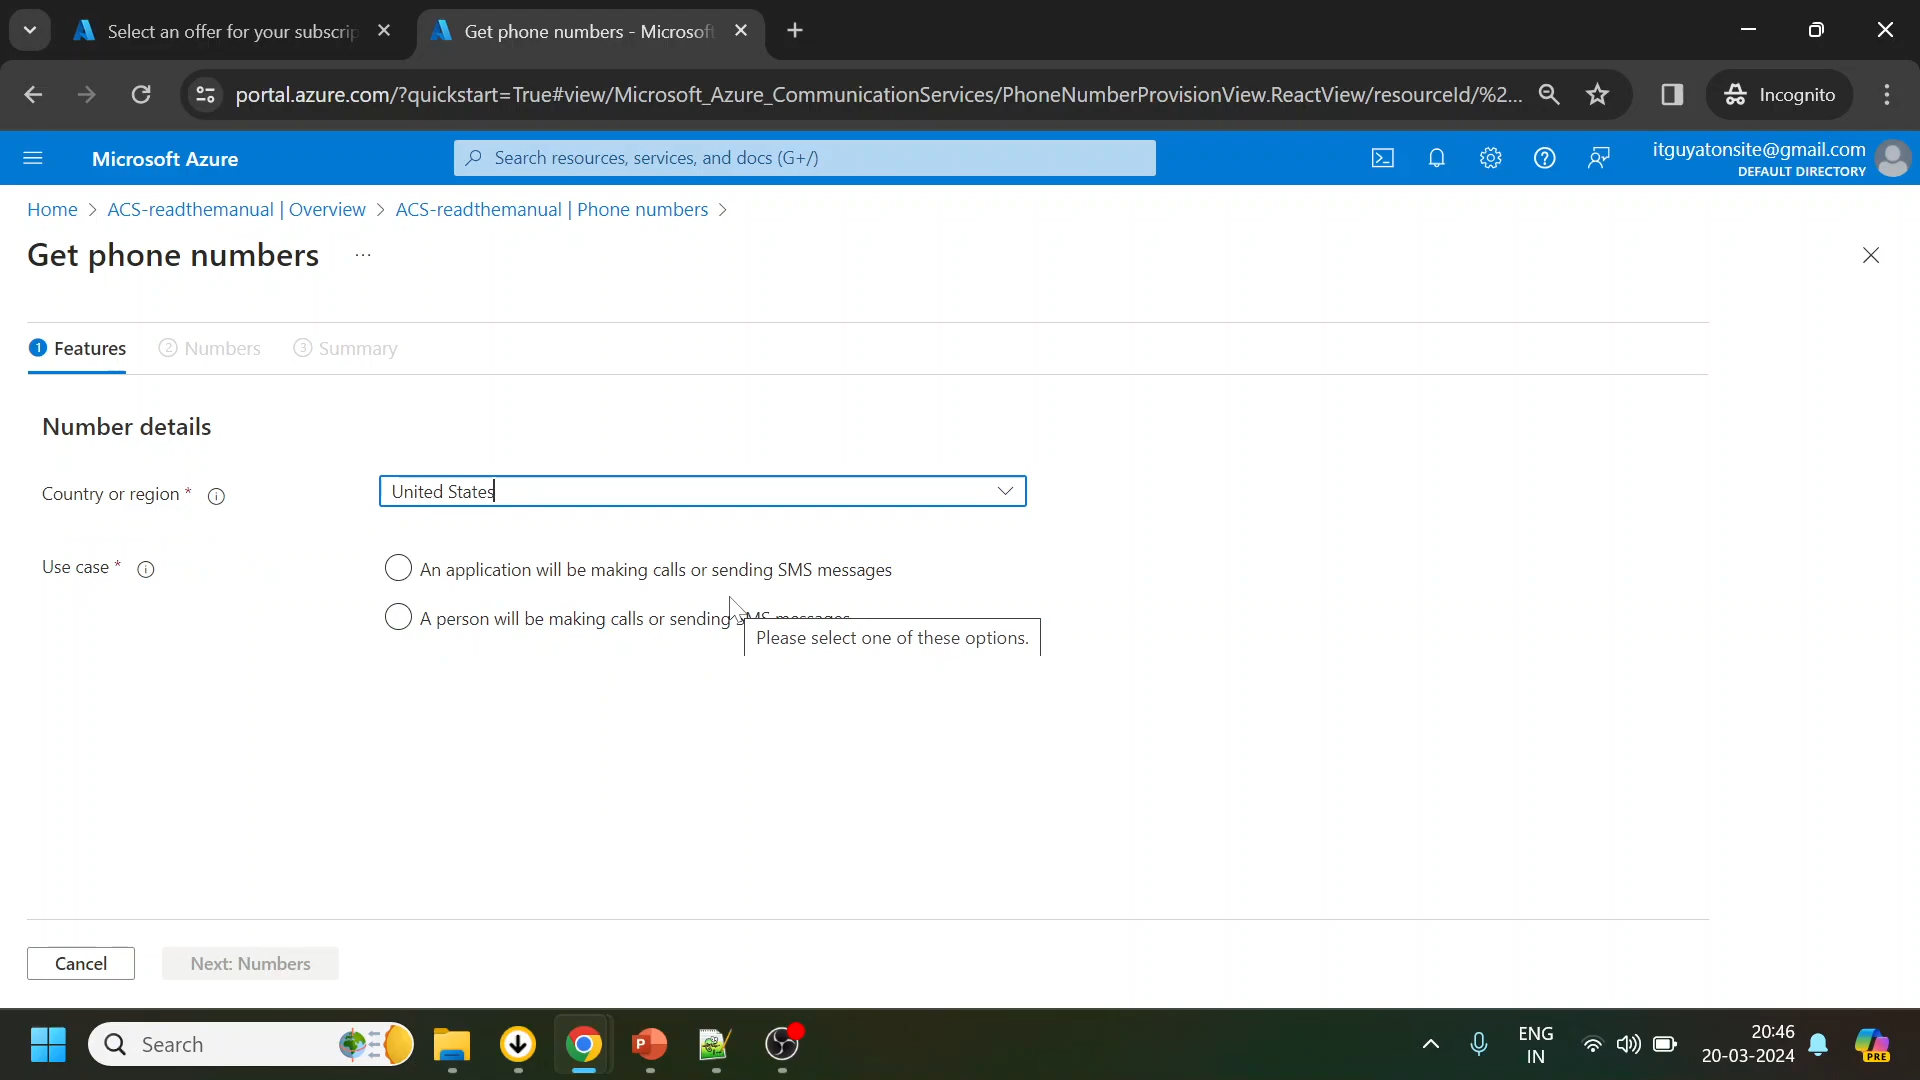 Select an offer for your subscrip
Get phone numbers - Microsoft
portal.azure.com/?quickstart=True#view/Microsoft_Azure_CommunicationServices/PhoneNumberProvisionView.ReactView/resourceId/%2...
Incognito
Microsoft Azure
Search resources, services, and docs (G+/)
itguyatonsite@gmail.com
DEFAULT DIRECTORY
Home > ACS-readthemanual | Overview > ACS-readthemanual | Phone numbers >
Get phone numbers ...
1 Features
2 Numbers
3 Summary
Number details
Country or region *
United States
Use case *
An application will be making calls or sending SMS messages
A person will be making calls or sending SMS messages
Please select one of these options.
Cancel
Next: Numbers
Search
ENG
IN
20:46
20-03-2024
PRE